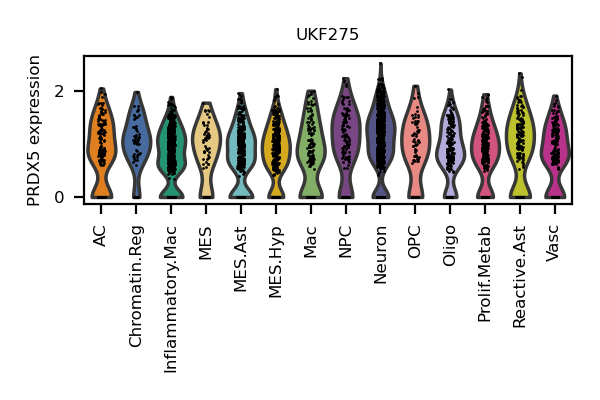 UKF275
PRDX5 expression
2
0
AC
Chromatin.Reg
Inflammatory.Mac
MES
MES.Ast
MES.Hyp
Mac
NPC
Neuron
OPC
Oligo
Prolif.Metab
Reactive.Ast
Vasc